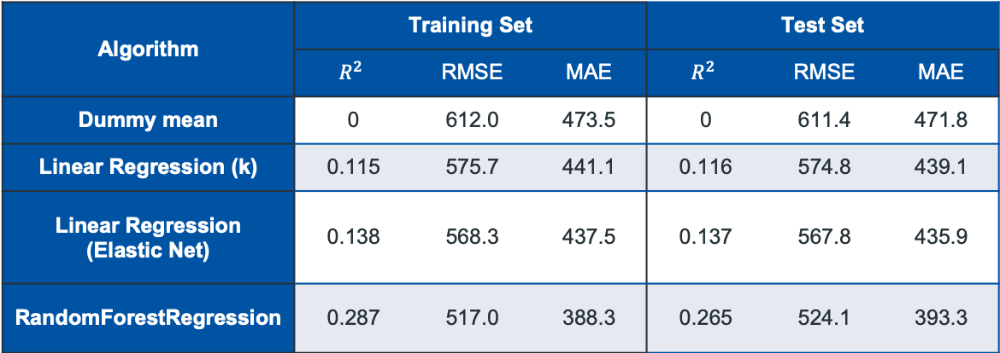 Algorithm Training Set Test Set
R² RMSE MAE R² RMSE MAE
Dummy mean 0 612.0 473.5 0 611.4 471.8
Linear Regression (k) 0.115 575.7 441.1 0.116 574.8 439.1
Linear Regression
(Elastic Net) 0.138 568.3 437.5 0.137 567.8 435.9
RandomForestRegression 0.287 517.0 388.3 0.265 524.1 393.3